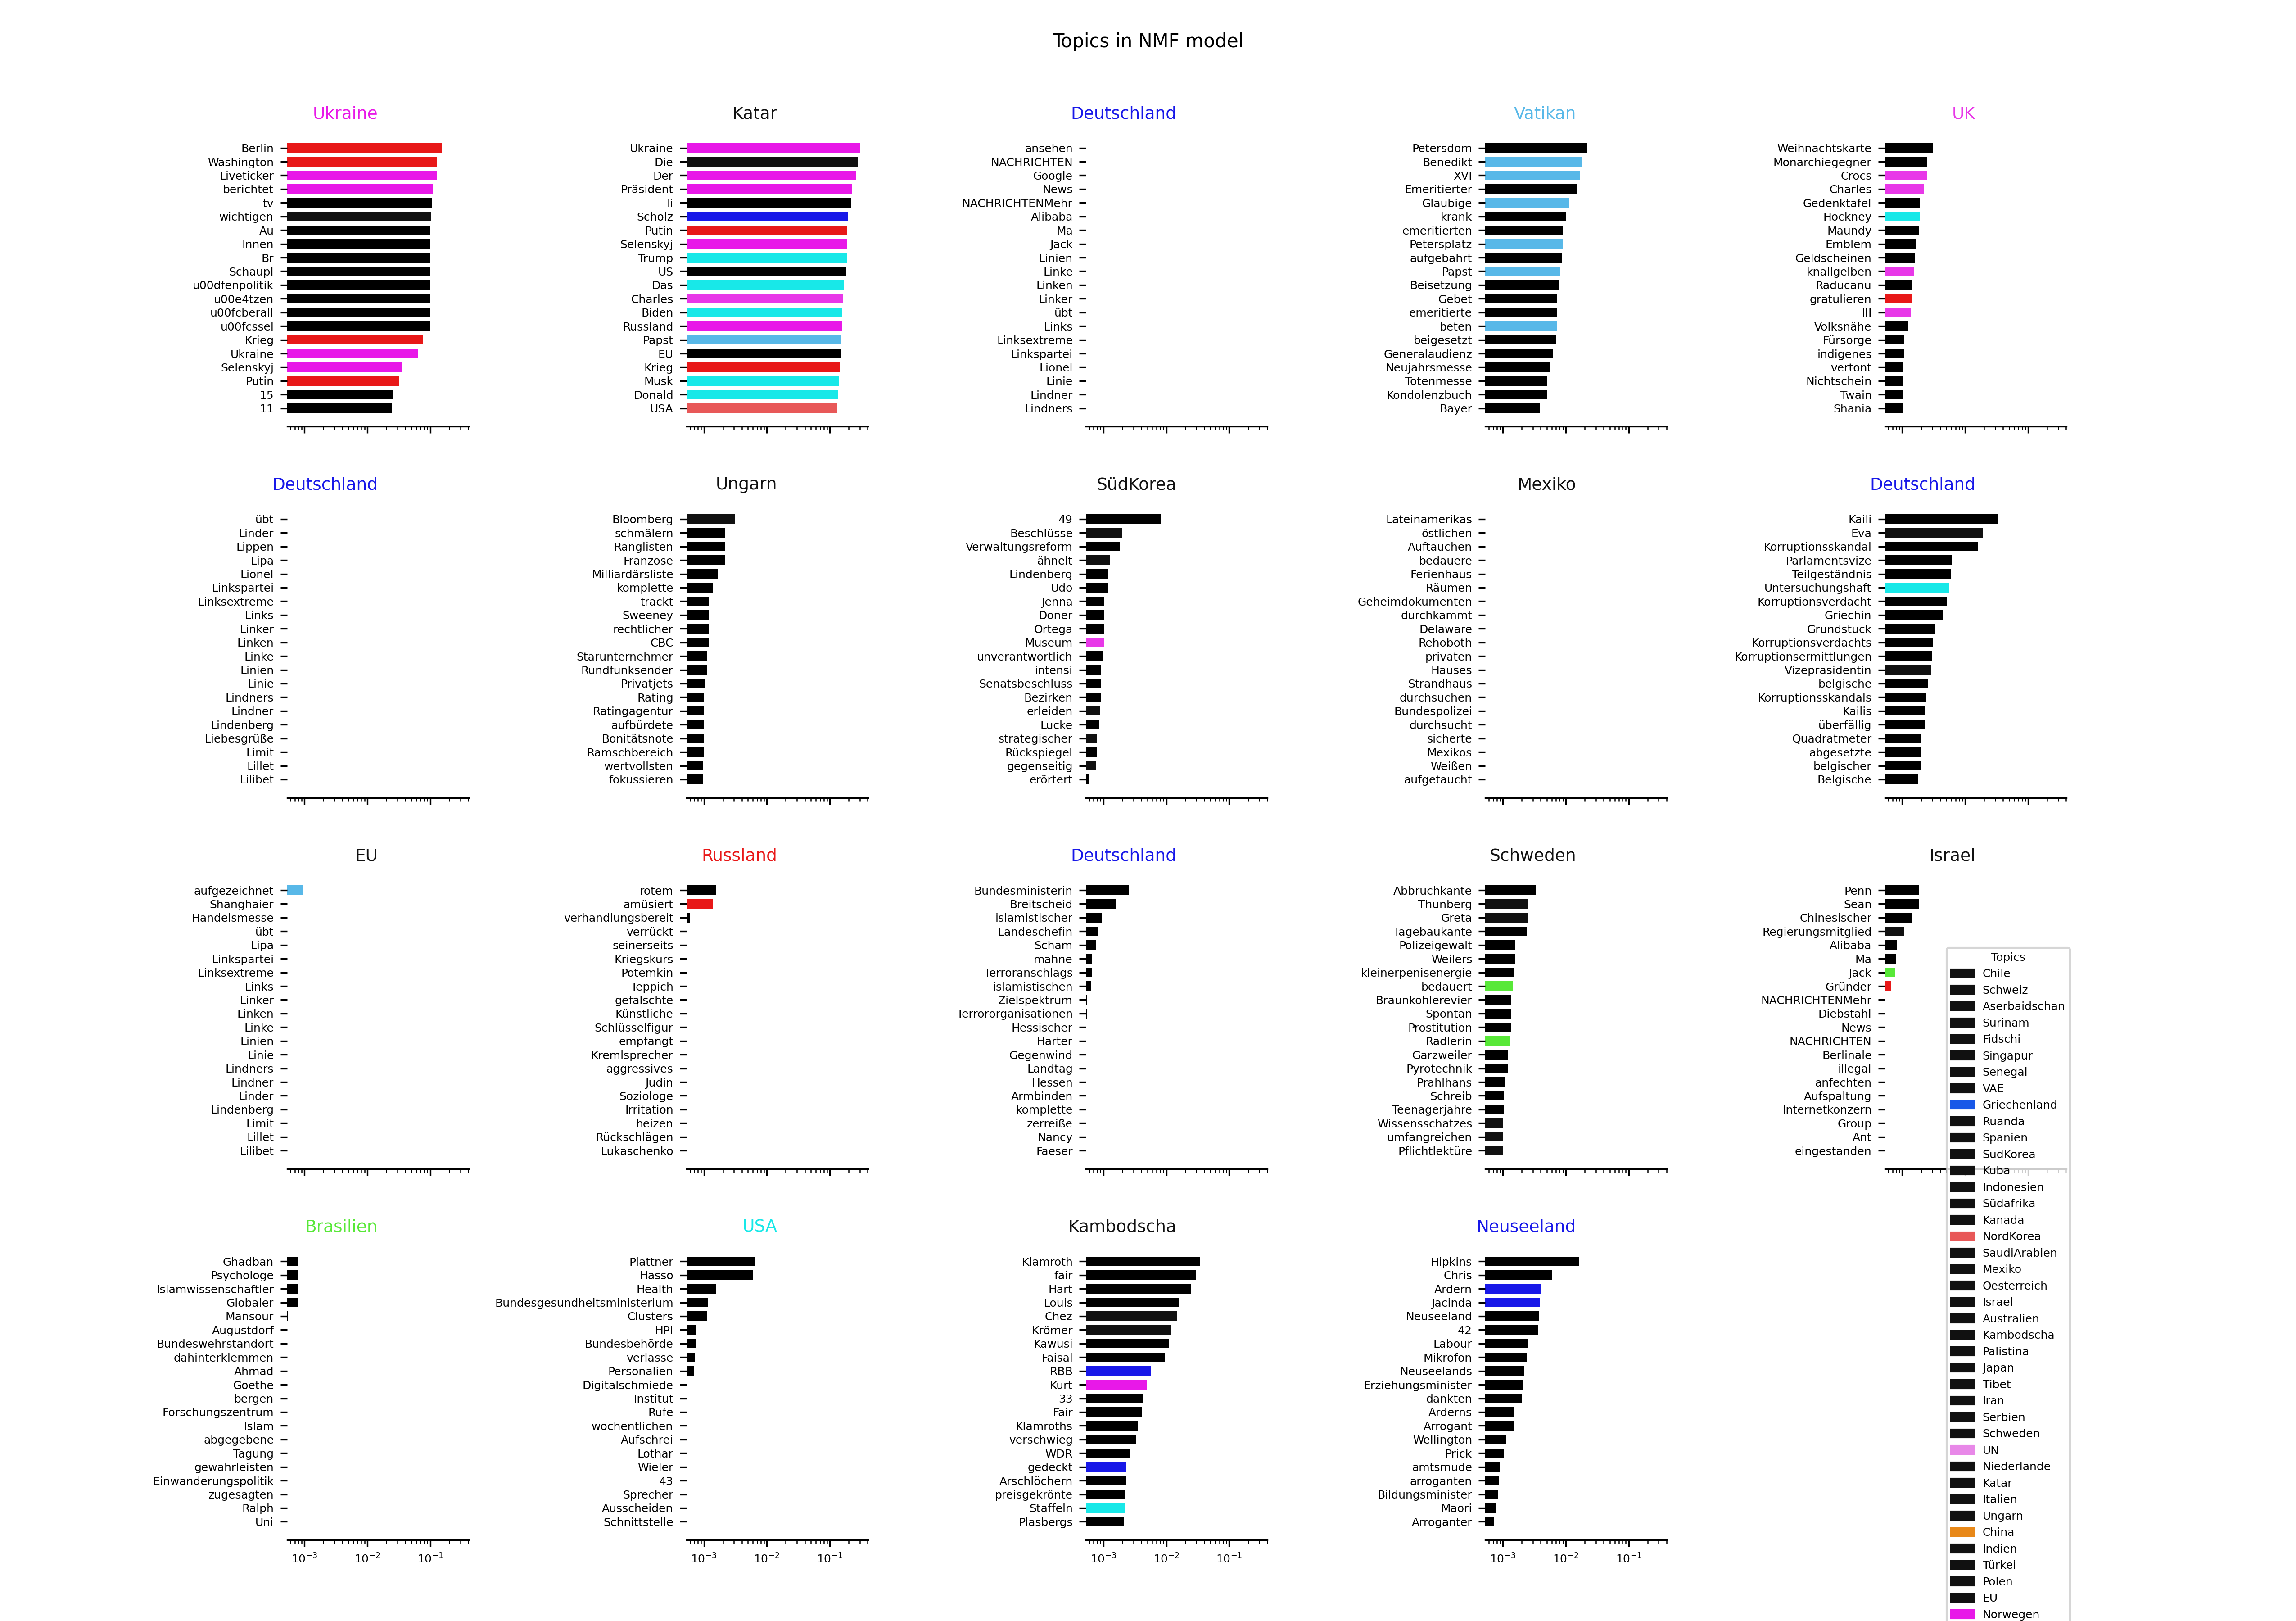 Topics in NMF model
Ukraine
Berlin
Washington
Liveticker
berichtet
tv
wichtigen
Au
Innen
Br
Schaupl
u00dfenpolitik
u00e4tzen
u00fcberall
u00fcssel
Krieg
Ukraine
Selenskyj
Putin
15
11
Katar
Ukraine
Die
Der
Präsident
li
Scholz
Putin
Selenskyj
Trump
US
Das
Charles
Biden
Russland
Papst
EU
Krieg
Musk
Donald
USA
Deutschland
ansehen
NACHRICHTEN
Google
News
NACHRICHTENMehr
Alibaba
Ma
Jack
Linien
Linke
Linken
Linker
übt
Links
Linksextreme
Linkspartei
Lionel
Linie
Lindner
Lindners
Vatikan
Petersdom
Benedikt
XVI
Emeritierter
Gläubige
krank
emeritierten
Petersplatz
aufgebahrt
Papst
Beisetzung
Gebet
emeritierte
beten
beigesetzt
Generalaudienz
Neujahrsmesse
Totenmesse
Kondolenzbuch
Bayer
UK
Weihnachtskarte
Monarchiegegner
Crocs
Charles
Gedenktafel
Hockney
Maundy
Emblem
Geldscheinen
knallgelben
Raducanu
gratulieren
III
Volksnähe
Fürsorge
indigenes
vertont
Nichtschein
Twain
Shania
Deutschland
übt
Linder
Lippen
Lipa
Lionel
Linkspartei
Linksextreme
Links
Linker
Linken
Linke
Linien
Linie
Lindners
Lindner
Lindenberg
Liebesgrüße
Limit
Lillet
Lilibet
Ungarn
Bloomberg
schmälern
Ranglisten
Franzose
Milliardärsliste
komplette
trackt
Sweeney
rechtlicher
CBC
Starunternehmer
Rundfunksender
Privatjets
Rating
Ratingagentur
aufbürdete
Bonitätsnote
Ramschbereich
wertvollsten
fokussieren
SüdKorea
49
Beschlüsse
Verwaltungsreform
ähnelt
Lindenberg
Udo
Jenna
Döner
Ortega
Museum
unverantwortlich
intensi
Senatsbeschluss
Bezirken
erleiden
Lucke
strategischer
Rückspiegel
gegenseitig
erörtert
Mexiko
Lateinamerikas
östlichen
Auftauchen
bedauere
Ferienhaus
Räumen
Geheimdokumenten
durchkämmt
Delaware
Rehoboth
privaten
Hauses
Strandhaus
durchsuchen
Bundespolizei
durchsucht
sicherte
Mexikos
Weißen
aufgetaucht
Deutschland
Kaili
Eva
Korruptionsskandal
Parlamentsvize
Teilgeständnis
Untersuchungshaft
Korruptionsverdacht
Griechin
Grundstück
Korruptionsverdachts
Korruptionsermittlungen
Vizepräsidentin
belgische
Korruptionsskandals
Kailis
überfällig
Quadratmeter
abgesetzte
belgischer
Belgische
EU
aufgezeichnet
Shanghaier
Handelsmesse
übt
Lipa
Linkspartei
Linksextreme
Links
Linker
Linken
Linke
Linien
Linie
Lindners
Lindner
Linder
Lindenberg
Limit
Lillet
Lilibet
Russland
rotem
amüsiert
verhandlungsbereit
verrückt
seinerseits
Kriegskurs
Potemkin
Teppich
gefälschte
Künstliche
Schlüsselfigur
empfängt
Kremlsprecher
aggressives
Judin
Soziologe
Irritation
heizen
Rückschlägen
Lukaschenko
Deutschland
Bundesministerin
Breitscheid
islamistischer
Landeschefin
Scham
mahne
Terroranschlags
islamistischen
Zielspektrum
Terrororganisationen
Hessischer
Harter
Gegenwind
Landtag
Hessen
Armbinden
komplette
zerreiße
Nancy
Faeser
Schweden
Abbruchkante
Thunberg
Greta
Tagebaukante
Polizeigewalt
Weilers
kleinerpenisenergie
bedauert
Braunkohlerevier
Spontan
Prostitution
Radlerin
Garzweiler
Pyrotechnik
Prahlhans
Schreib
Teenagerjahre
Wissensschatzes
umfangreichen
Pflichtlektüre
Israel
Penn
Sean
Chinesischer
Regierungsmitglied
Alibaba
Ma
Jack
Gründer
NACHRICHTENMehr
Diebstahl
News
NACHRICHTEN
Berlinale
illegal
anfechten
Aufspaltung
Internetkonzern
Group
Ant
eingestanden
Brasilien
Ghadban
Psychologe
Islamwissenschaftler
Globaler
Mansour
Augustdorf
Bundeswehrstandort
dahinterklemmen
Ahmad
Goethe
bergen
Forschungszentrum
Islam
abgegebene
Tagung
gewährleisten
Einwanderungspolitik
zugesagten
Ralph
Uni
10⁻³ 10⁻² 10⁻¹
USA
Plattner
Hasso
Health
Bundesgesundheitsministerium
Clusters
HPI
Bundesbehörde
verlasse
Personalien
Digitalschmiede
Institut
Rufe
wöchentlichen
Aufschrei
Lothar
Wieler
43
Sprecher
Ausscheiden
Schnittstelle
10⁻³ 10⁻² 10⁻¹
Kambodscha
Klamroth
fair
Hart
Louis
Chez
Krömer
Kawusi
Faisal
RBB
Kurt
33
Fair
Klamroths
verschwieg
WDR
gedeckt
Arschlöchern
preisgekrönte
Staffeln
Plasbergs
10⁻³ 10⁻² 10⁻¹
Neuseeland
Hipkins
Chris
Ardern
Jacinda
Neuseeland
42
Labour
Mikrofon
Neuseelands
Erziehungsminister
dankten
Arderns
Arrogant
Wellington
Prick
amtsmüde
arroganten
Bildungsminister
Maori
Arroganter
10⁻³ 10⁻² 10⁻¹
Topics
Chile
Schweiz
Aserbaidschan
Surinam
Fidschi
Singapur
Senegal
VAE
Griechenland
Ruanda
Spanien
SüdKorea
Kuba
Indonesien
Südafrika
Kanada
NordKorea
SaudiArabien
Mexiko
Oesterreich
Israel
Australien
Kambodscha
Palistina
Japan
Tibet
Iran
Serbien
Schweden
UN
Niederlande
Katar
Italien
Ungarn
China
Indien
Türkei
Polen
EU
Norwegen